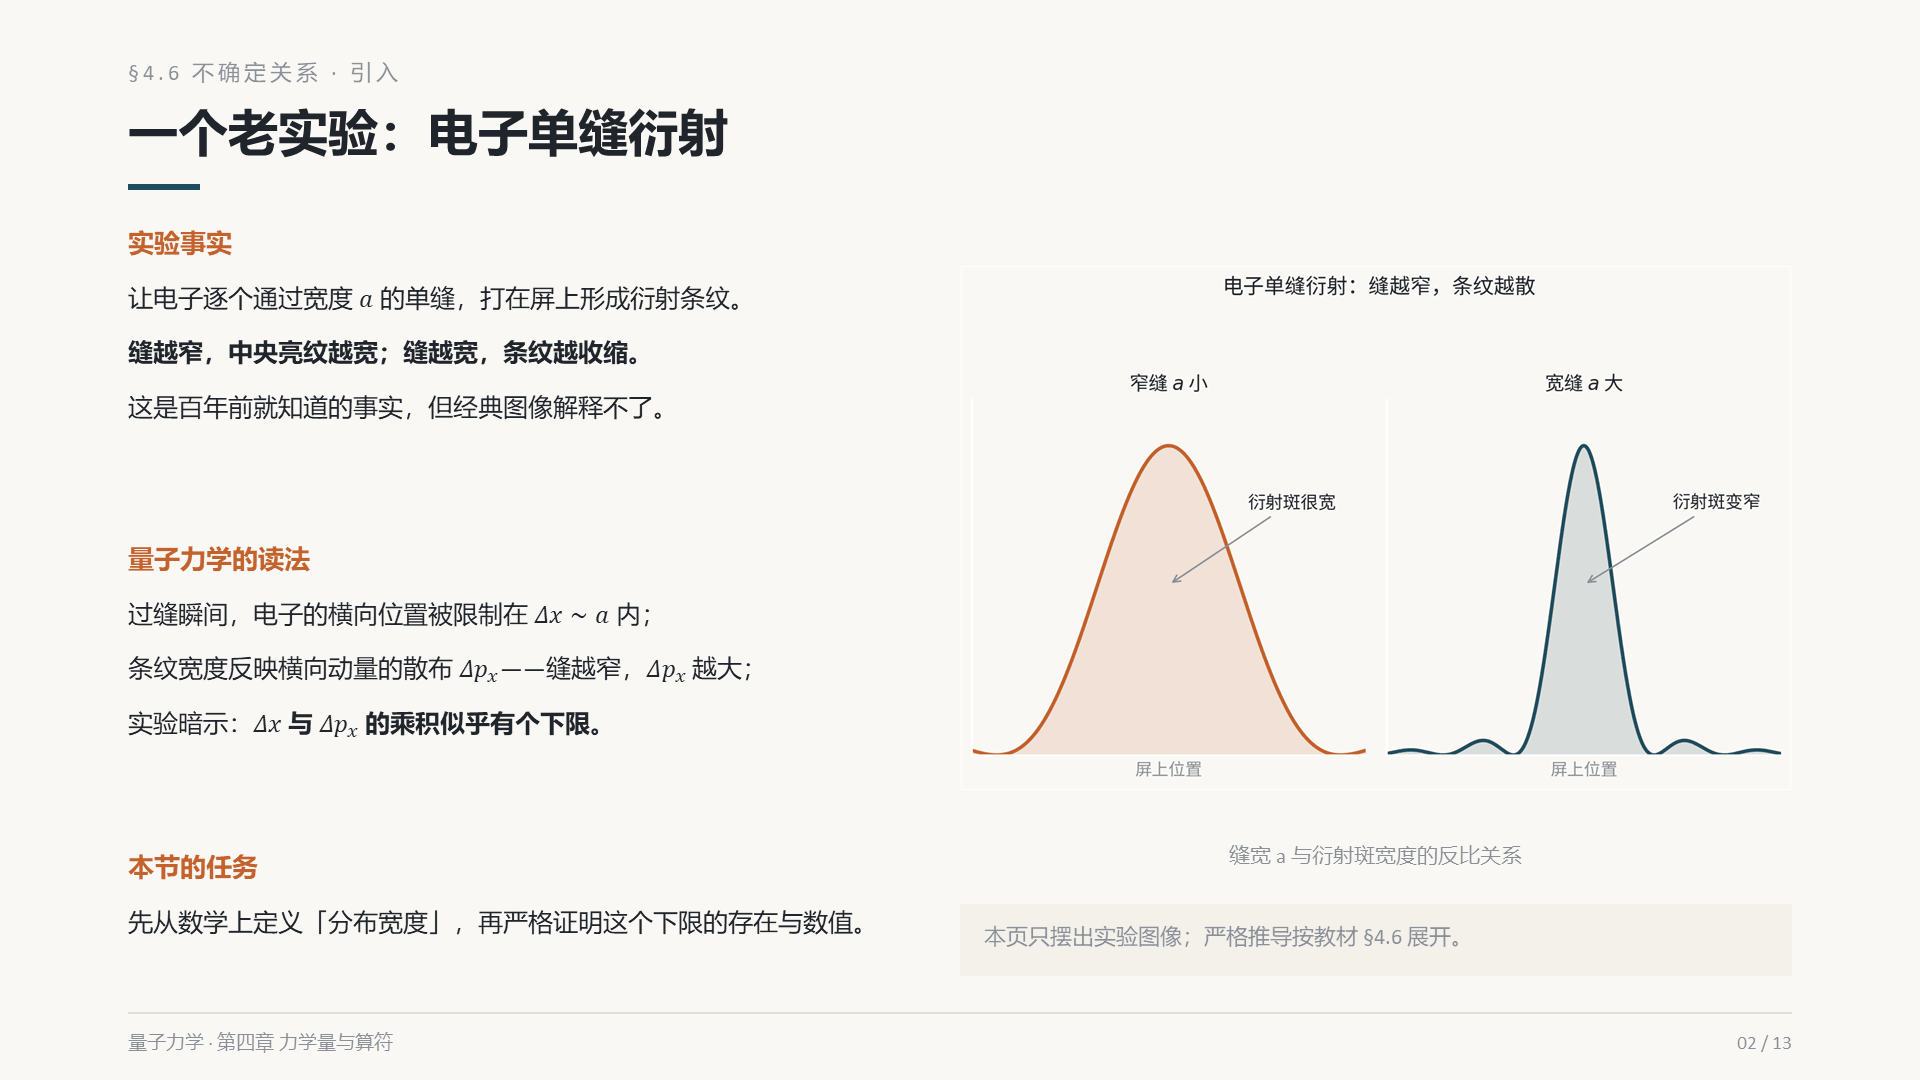 §4.6 不确定关系 · 引入
一个老实验：电子单缝衍射
实验事实
让电子逐个通过宽度 a 的单缝，打在屏上形成衍射条纹。
缝越窄，中央亮纹越宽；缝越宽，条纹越收缩。
这是百年前就知道的事实，但经典图像解释不了。
量子力学的读法
过缝瞬间，电子的横向位置被限制在 Δx ~ a 内；
条纹宽度反映横向动量的散布 Δpₓ——缝越窄，Δpₓ 越大；
实验暗示：Δx 与 Δpₓ 的乘积似乎有个下限。
本节的任务
先从数学上定义「分布宽度」，再严格证明这个下限的存在与数值。
电子单缝衍射：缝越窄，条纹越散
窄缝 a 小
衍射斑很宽
屏上位置
宽缝 a 大
衍射斑变窄
屏上位置
缝宽 a 与衍射斑宽度的反比关系
本页只摆出实验图像；严格推导按教材 §4.6 展开。
量子力学 · 第四章 力学量与算符
02 / 13